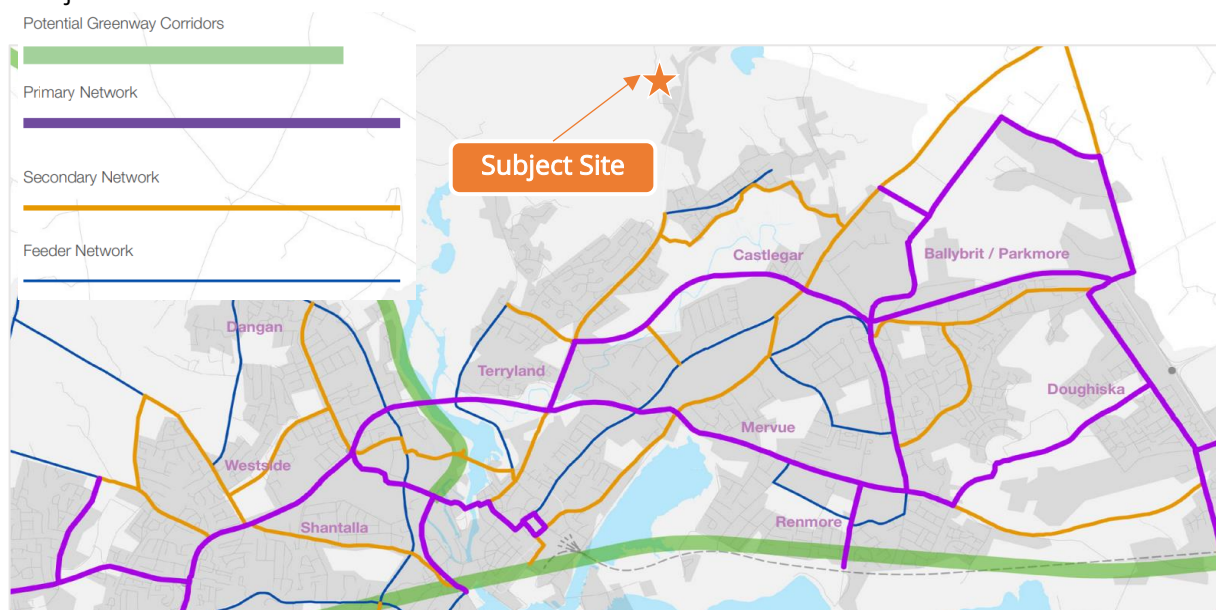 Potential Greenway Corridors
Primary Network
Secondary Network
Feeder Network
Subject Site
Castlegar
Ballybrit / Parkmore
Dangan
Terryland
Doughiska
Mervue
Westside
Shantalla
Renmore